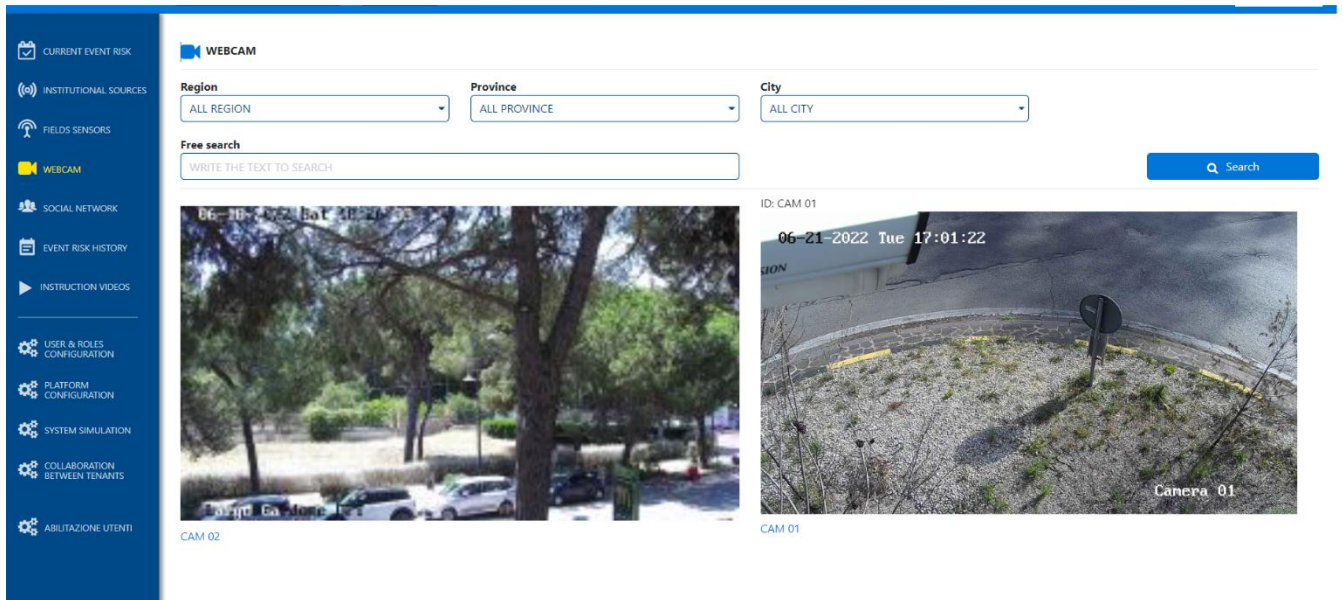 CURRENT EVENT RISK
INSTITUTIONAL SOURCES
FIELDS SENSORS
WEBCAM
SOCIAL NETWORK
EVENT RISK HISTORY
INSTRUCTION VIDEOS
USER & ROLES
CONFIGURATION
PLATFORM
CONFIGURATION
SYSTEM SIMULATION
COLLABORATION
BETWEEN TENANTS
ABILITAZIONE UTENTI
WEBCAM
Region
Province
City
ALL REGION
ALL PROVINCE
ALL CITY
Free search
WRITE THE TEXT TO SEARCH
Search
Sat
CAM 02
ID: CAM 01
06-21-2022 Tue 17:01:22
SION
Camera 01
CAM 01